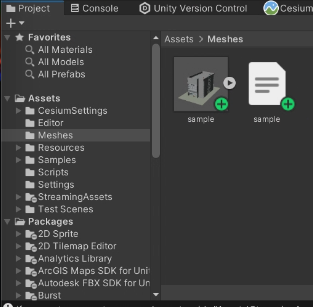 Project
Console
Unity Version Control
Cesium
Favorites
All Materials
All Models
All Prefabs
Assets
CesiumSettings
Editor
Meshes
Resources
Samples
Scripts
Settings
StreamingAssets
Test Scenes
Packages
2D Sprite
2D Tilemap Editor
Analytics Library
ArcGIS Maps SDK for Unit
Autodesk FBX SDK for Un
Burst
Assets > Meshes
sample
sample